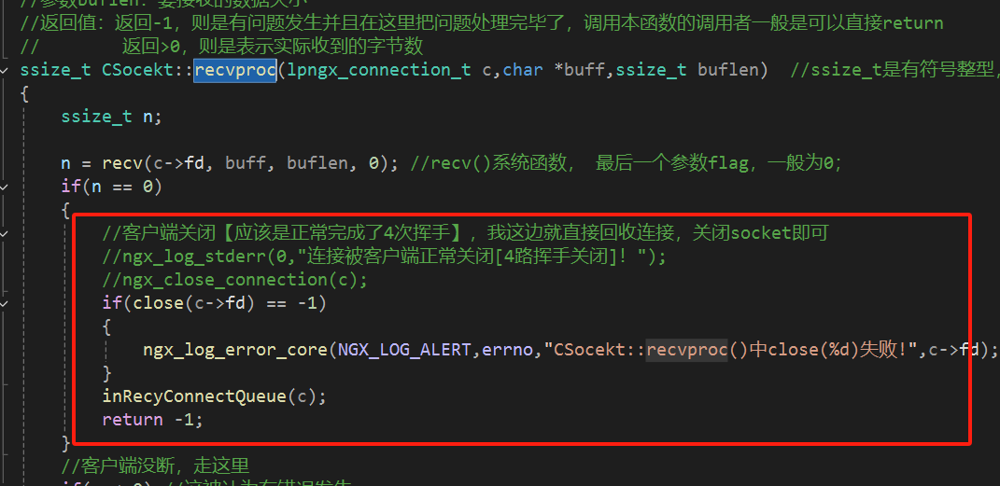 //参数buflen：要接收的数据大小
//返回值：返回-1，则是有问题发生并且在这里把问题处理完毕了，调用本函数的调用者一般是可以直接return
//        返回>0，则是表示实际收到的字节数
ssize_t CSocekt::recvproc(lpngx_connection_t c,char *buff,ssize_t buflen)  //ssize_t是有符号整型，
{
    ssize_t n;
    n = recv(c->fd, buff, buflen, 0); //recv()系统函数， 最后一个参数flag，一般为0；
    if(n == 0)
    {
        //客户端关闭【应该是正常完成了4次挥手】，我这边就直接回收连接，关闭socket即可
        //ngx_log_stderr(0,"连接被客户端正常关闭[4路挥手关闭]！");
        //ngx_close_connection(c);
        if(close(c->fd) == -1)
        {
            ngx_log_error_core(NGX_LOG_ALERT,errno,"CSocekt::recvproc()中close(%d)失败!",c->fd);
        }
        inRecyConnectQueue(c);
        return -1;
    }
    //客户端没断，走这里